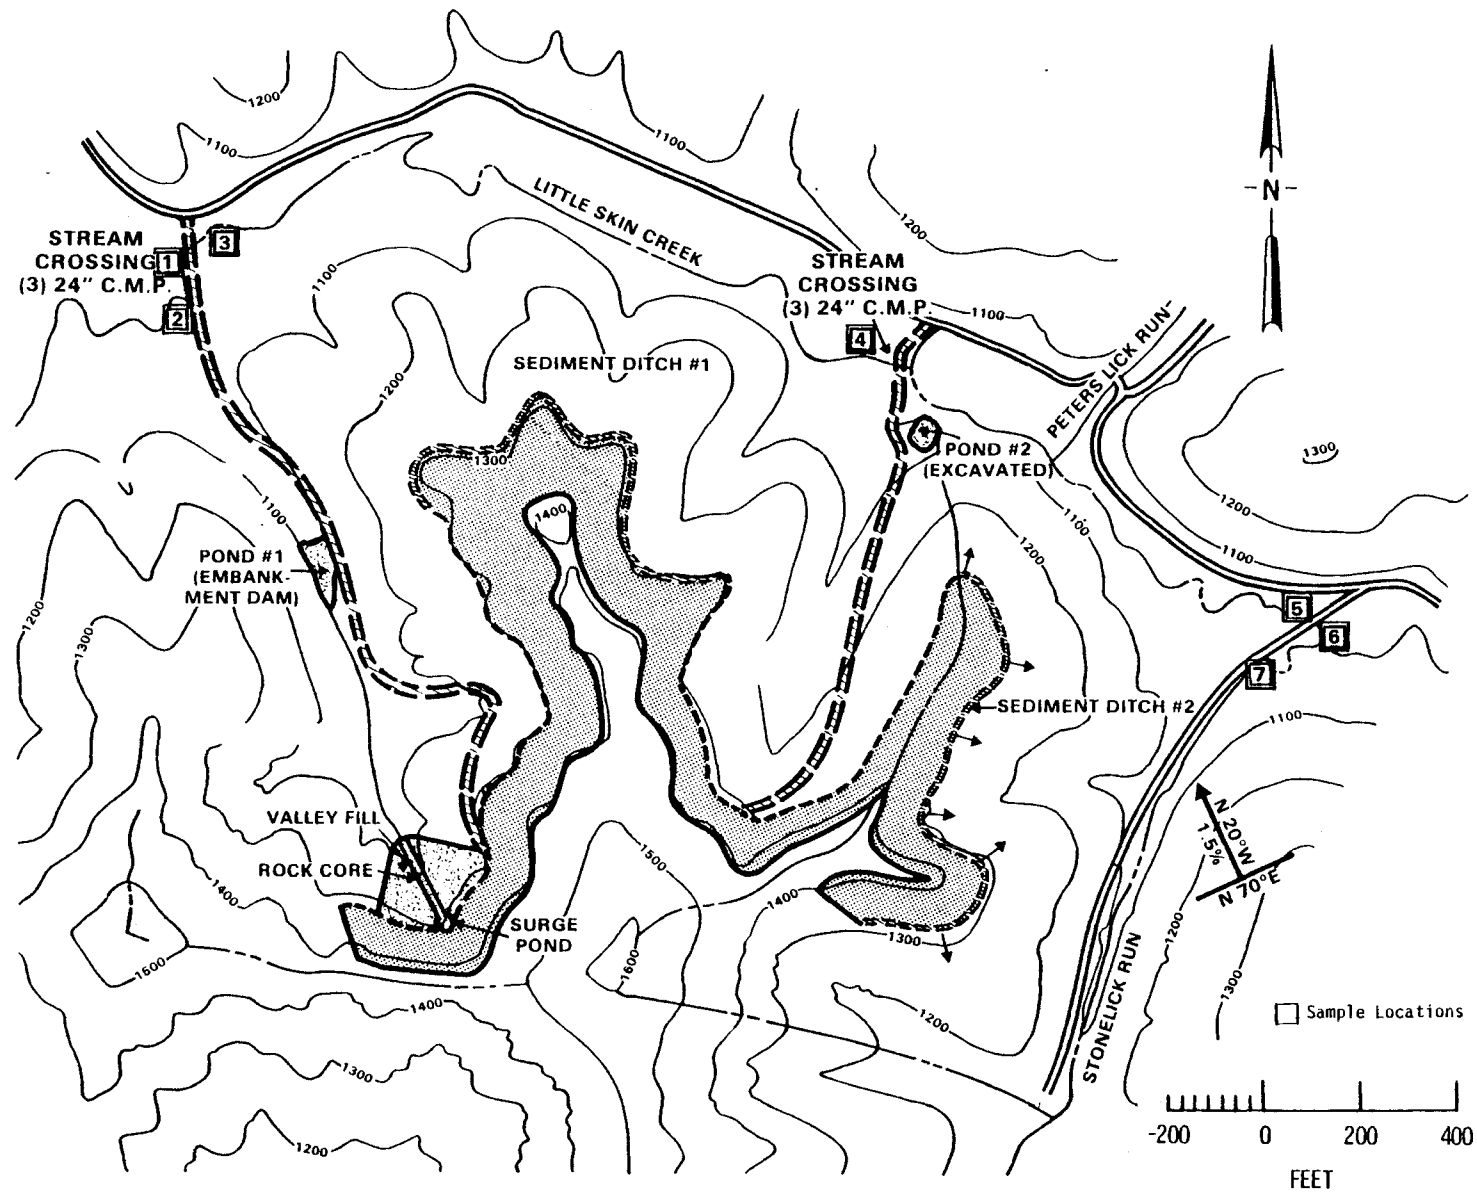 1200
1100
1100
LITTLE SKIN CREEK
1200
-N-
STREAM
CROSSING
(3) 24" C.M.P.
1
3
2
1100
STREAM
CROSSING
(3) 24" C.M.P.
4
1100
PETERS LICK RUN
SEDIMENT DITCH #1
1200
1300
1300
POND #2
(EXCAVATED)
1200
1100
1400
1100
1100
1200
POND #1
(EMBANK-
MENT DAM)
1200
1300
5
6
7
SEDIMENT DITCH #2
1100
VALLEY FILL
ROCK CORE
N 20°W
1.5%
N 70°E
1500
1400
1400
SURGE
POND
1300
1200
1600
1600
1400
1300
1200
STONELICK RUN
1300
1200
Sample Locations
-200 0 200 400
FEET